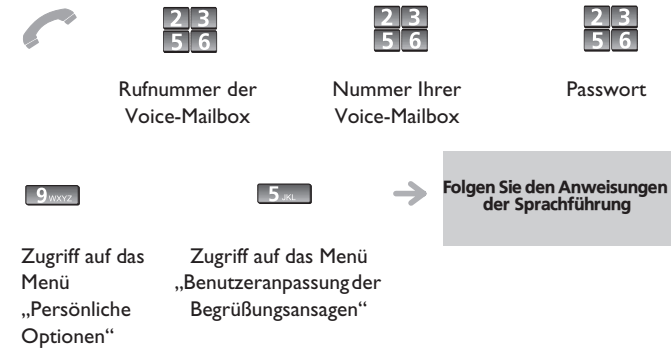 2 3 2 3 2 3
5 6 5 6 5 6
Rufnummer der Voice-Mailbox
Nummer Ihrer Voice-Mailbox
Passwort
9 WXYZ
5 JKL
Folgen Sie den Anweisungen
der Sprachführung
Zugriff auf das
Menü
„Persönliche
Optionen“
Zugriff auf das Menü
„Benutzeranpassung der
Begrüßungsansagen“